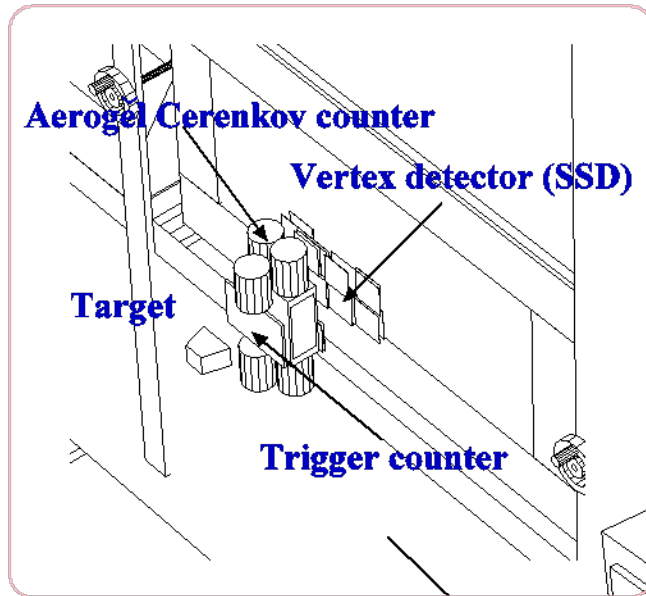 Aerogel Cerenkov counter
Vertex detector (SSD)
Target
Trigger counter